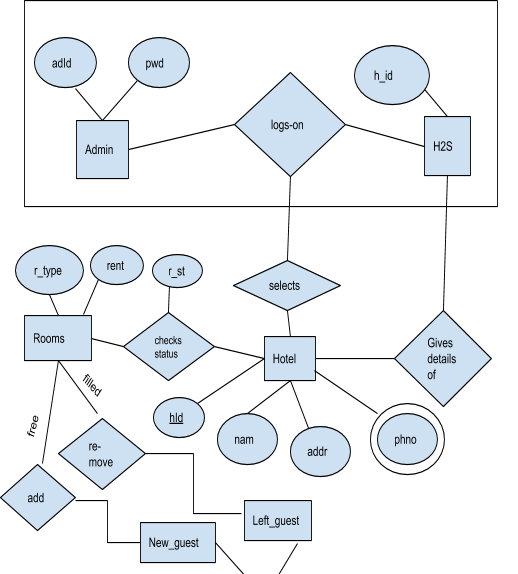 adId
pwd
h_id
logs-on
Admin
H2S
r_type
rent
r_st
selects
Rooms
checks
status
Hotel
Gives
details
of
filled
free
hId
nam
addr
phno
re-
move
add
Left_guest
New_guest